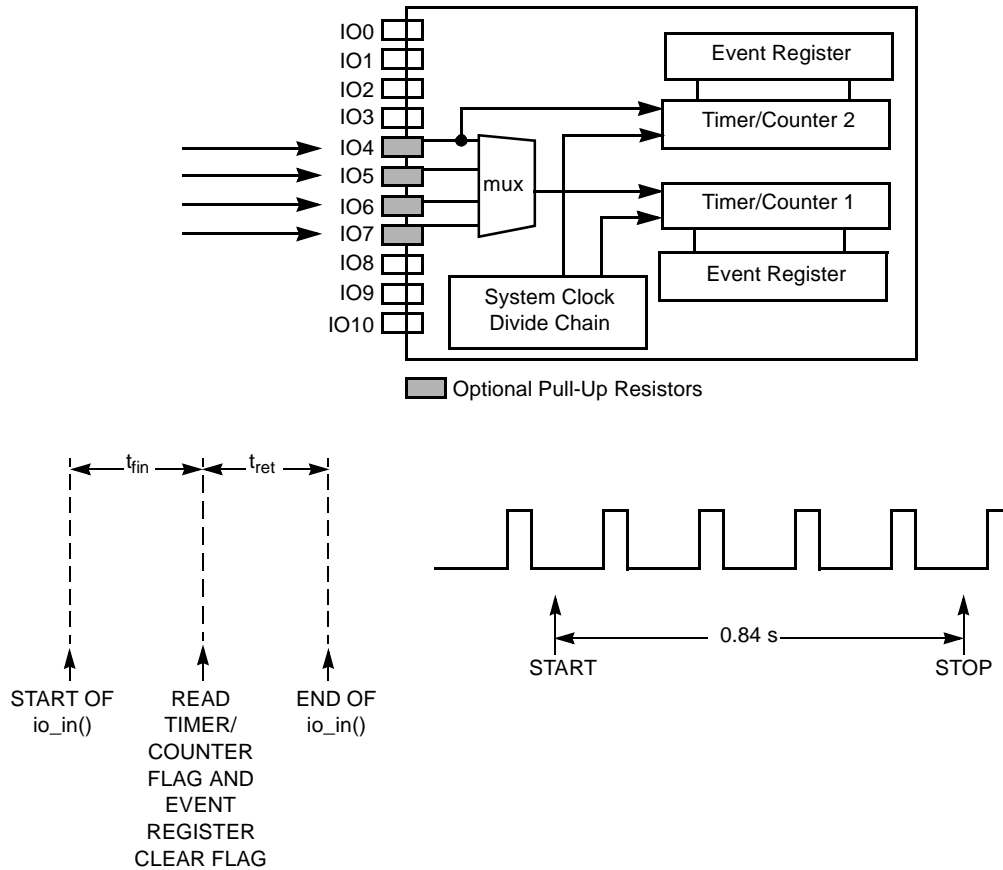 IO0
IO1
IO2
IO3
IO4
IO5
IO6
IO7
IO8
IO9
IO10
mux
Event Register
Timer/Counter 2
Timer/Counter 1
Event Register
System Clock
Divide Chain
Optional Pull-Up Resistors
tfin
tret
START OF
io_in()
READ
TIMER/
COUNTER
FLAG AND
EVENT
REGISTER
CLEAR FLAG
END OF
io_in()
0.84 s
START
STOP